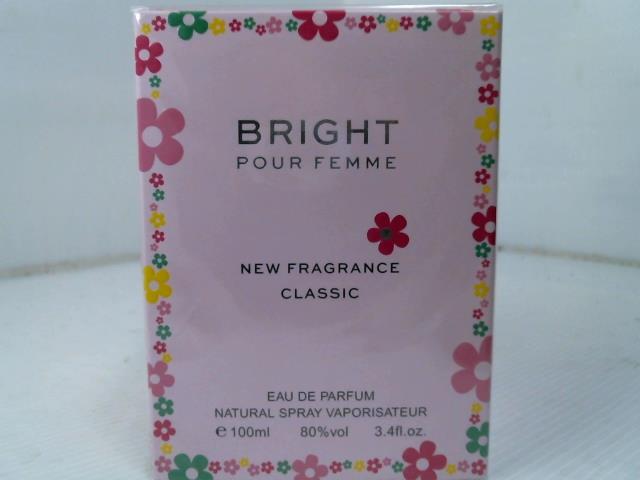 BRIGHT
POUR FEMME
NEW FRAGRANCE
CLASSIC
EAU DE PARFUM
NATURAL SPRAY VAPORISATEUR
℮ 100ml 80%vol 3.4fl.oz.